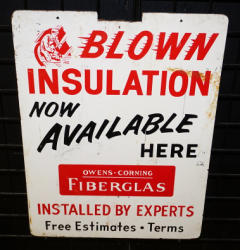 BLOWN
INSULATION
NOW
AVAILABLE
HERE
OWENS-CORNING
FIBERGLAS
INSTALLED BY EXPERTS
Free Estimates • Terms